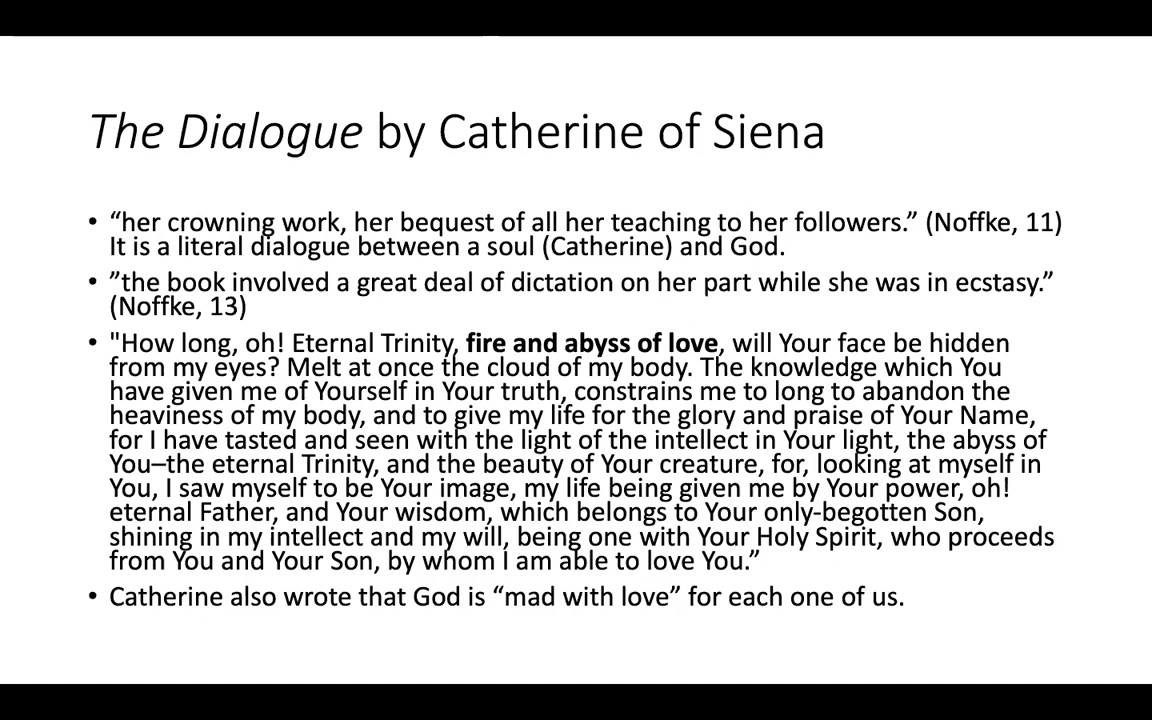 The Dialogue by Catherine of Siena
• “her crowning work, her bequest of all her teaching to her followers.” (Noffke, 11)
It is a literal dialogue between a soul (Catherine) and God.
• ”the book involved a great deal of dictation on her part while she was in ecstasy.”
(Noffke, 13)
• "How long, oh! Eternal Trinity, fire and abyss of love, will Your face be hidden
from my eyes? Melt at once the cloud of my body. The knowledge which You
have given me of Yourself in Your truth, constrains me to long to abandon the
heaviness of my body, and to give my life for the glory and praise of Your Name,
for I have tasted and seen with the light of the intellect in Your light, the abyss of
You–the eternal Trinity, and the beauty of Your creature, for, looking at myself in
You, I saw myself to be Your image, my life being given me by Your power, oh!
eternal Father, and Your wisdom, which belongs to Your only-begotten Son,
shining in my intellect and my will, being one with Your Holy Spirit, who proceeds
from You and Your Son, by whom I am able to love You.”
• Catherine also wrote that God is “mad with love” for each one of us.